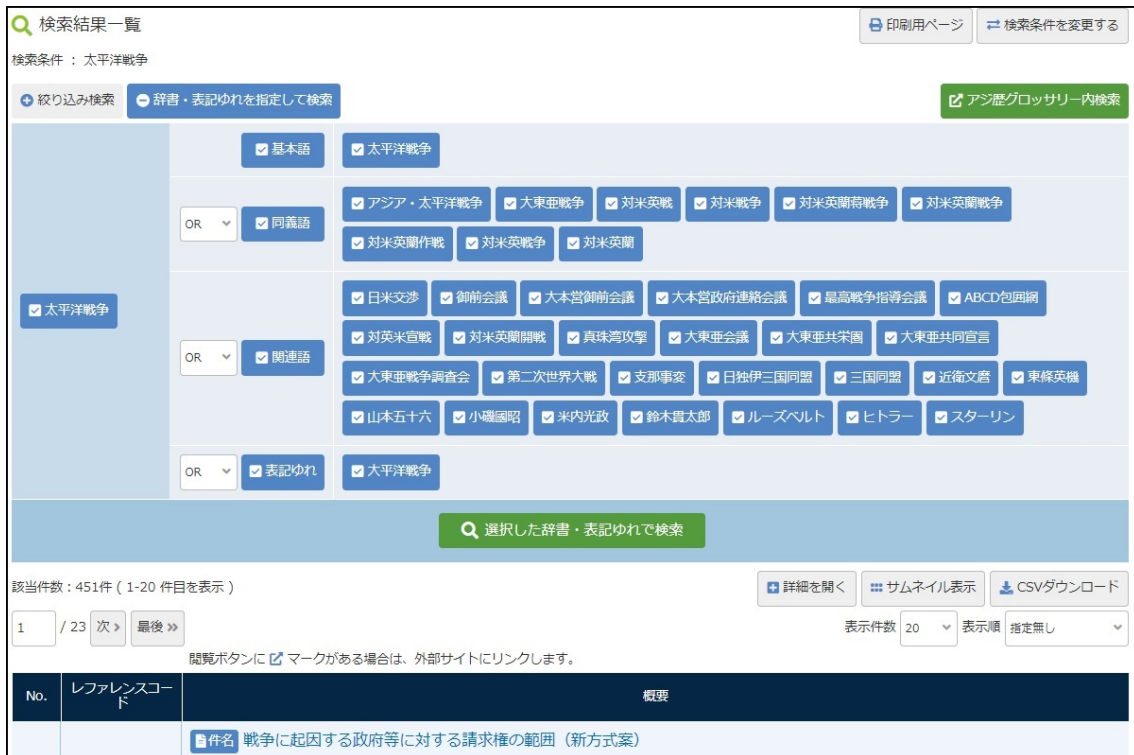 検索結果一覧
印刷用ページ
検索条件を変更する
検索条件 : 太平洋戦争
絞り込み検索
辞書・表記ゆれを指定して検索
アジ歴グロッサリー内検索
太平洋戦争
基本語
太平洋戦争
OR
同義語
アジア・太平洋戦争 大東亜戦争 対米英戦 対米戦争 対米英蘭蒋戦争 対米英蘭戦争
対米英蘭作戦 対米英戦争 対米英蘭
OR
関連語
日米交渉 御前会議 大本営御前会議 大本営政府連絡会議 最高戦争指導会議 ABCD包囲網
対英米宣戦 対米英蘭開戦 真珠湾攻撃 大東亜会議 大東亜共栄圏 大東亜共同宣言
大東亜戦争調査会 第二次世界大戦 支那事変 日独伊三国同盟 三国同盟 近衛文麿 東條英機
山本五十六 小磯國昭 米内光政 鈴木貫太郎 ルーズベルト ヒトラー スターリン
OR
表記ゆれ
大平洋戦争
選択した辞書・表記ゆれで検索
該当件数:451件 ( 1-20 件目を表示 )
詳細を開く
サムネイル表示
CSVダウンロード
1 / 23 次 最後
表示件数 20 表示順 指定無し
閲覧ボタンに マークがある場合は、外部サイトにリンクします。
No.
レファレンスコー
ド
概要
件名 戦争に起因する政府等に対する請求権の範囲(新方式案)